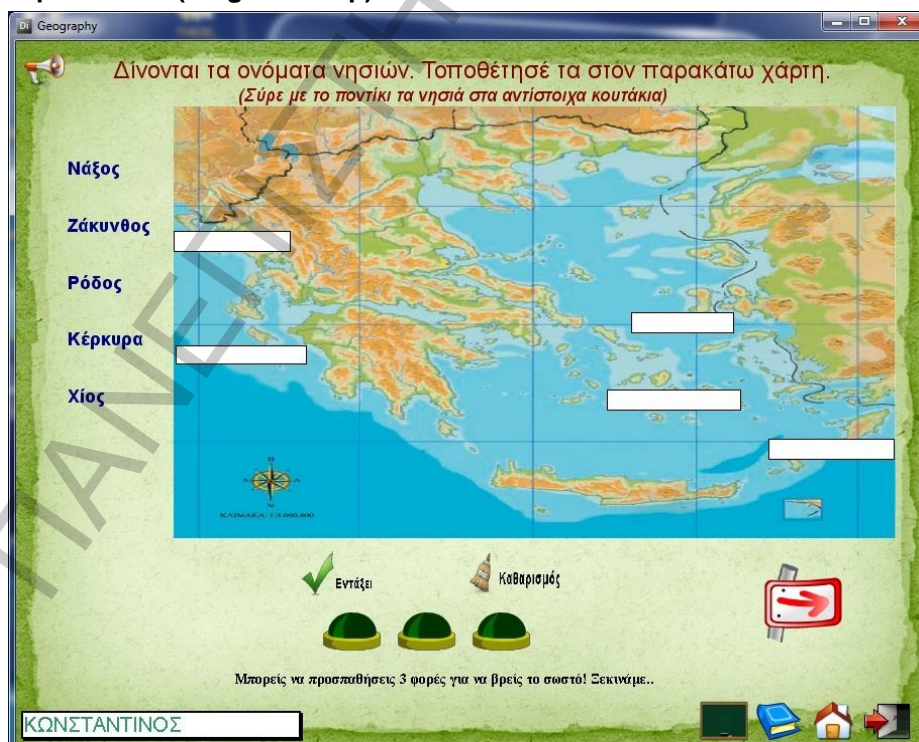 Geography
Δίνονται τα ονόματα νησιών. Τοποθέτησέ τα στον παρακάτω χάρτη.
(Σύρε με το ποντίκι τα νησιά στα αντίστοιχα κουτάκια)
Νάξος
Ζάκυνθος
Ρόδος
Κέρκυρα
Χίος
Εντάξει
Καθαρισμός
Μπορείς να προσπαθήσεις 3 φορές για να βρείς το σωστό! Ξεκινάμε..
ΚΩΝΣΤΑΝΤΙΝΟΣ